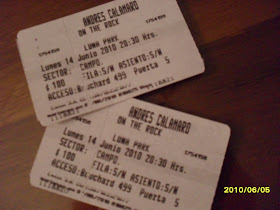 ANDRES CALAMARO
ON THE ROCK
LUNA PARK
Lunes 14 Junio 2010 20:30 Hrs.
SECTOR: CAMPO.
FILA:S/N ASIENTO:S/N
$ 100
ACCESO:Bouchard 499 Puerta 5
ANDRES CALAMARO
ON THE ROCK
LUNA PARK
Lunes 14 Junio 2010 20:30 Hrs.
SECTOR: CAMPO.
FILA:S/N ASIENTO:S/N
$ 100
ACCESO:Bouchard 499 Puerta 5
2010/06/05